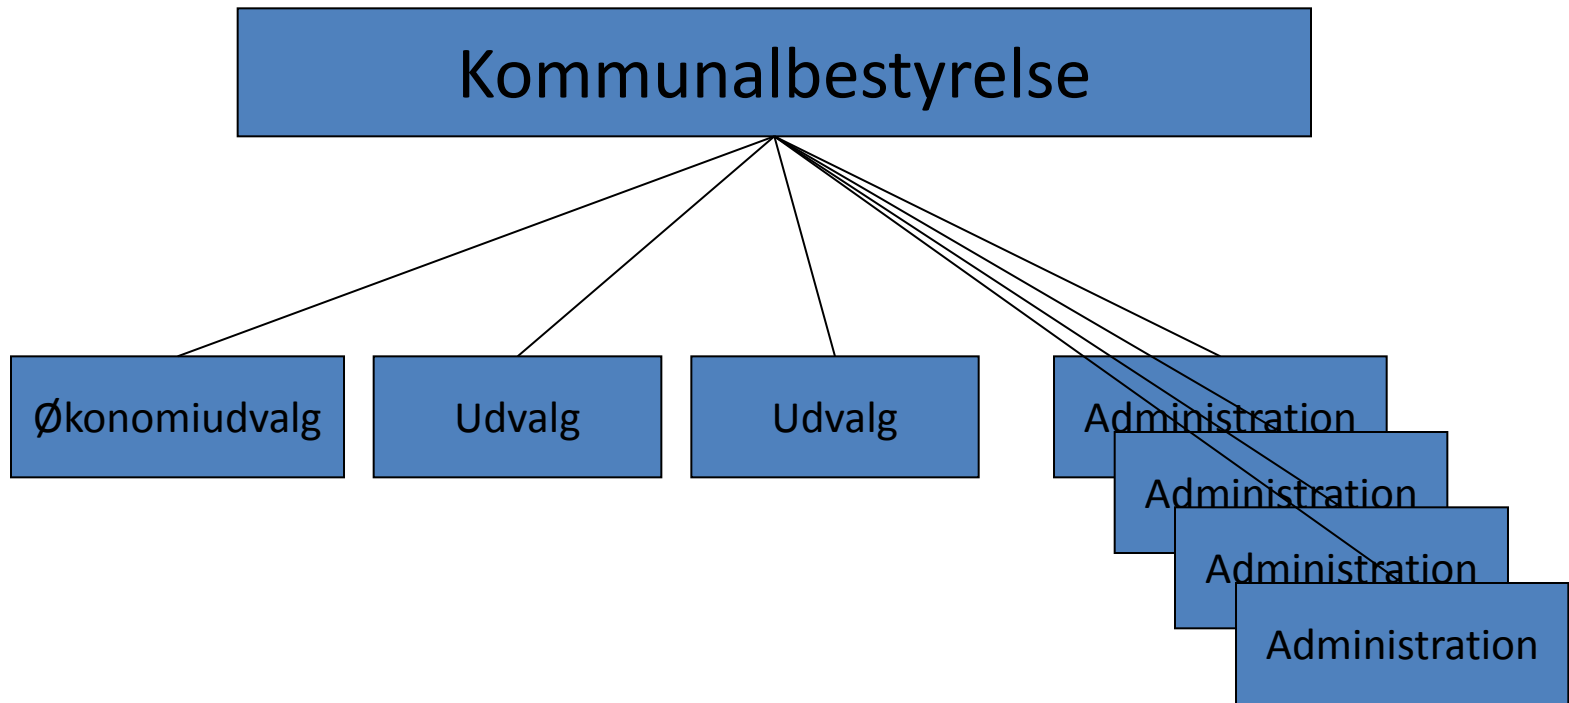 Kommunalbestyrelse
Økonomiudvalg
Udvalg
Udvalg
Administration
Administration
Administration
Administration